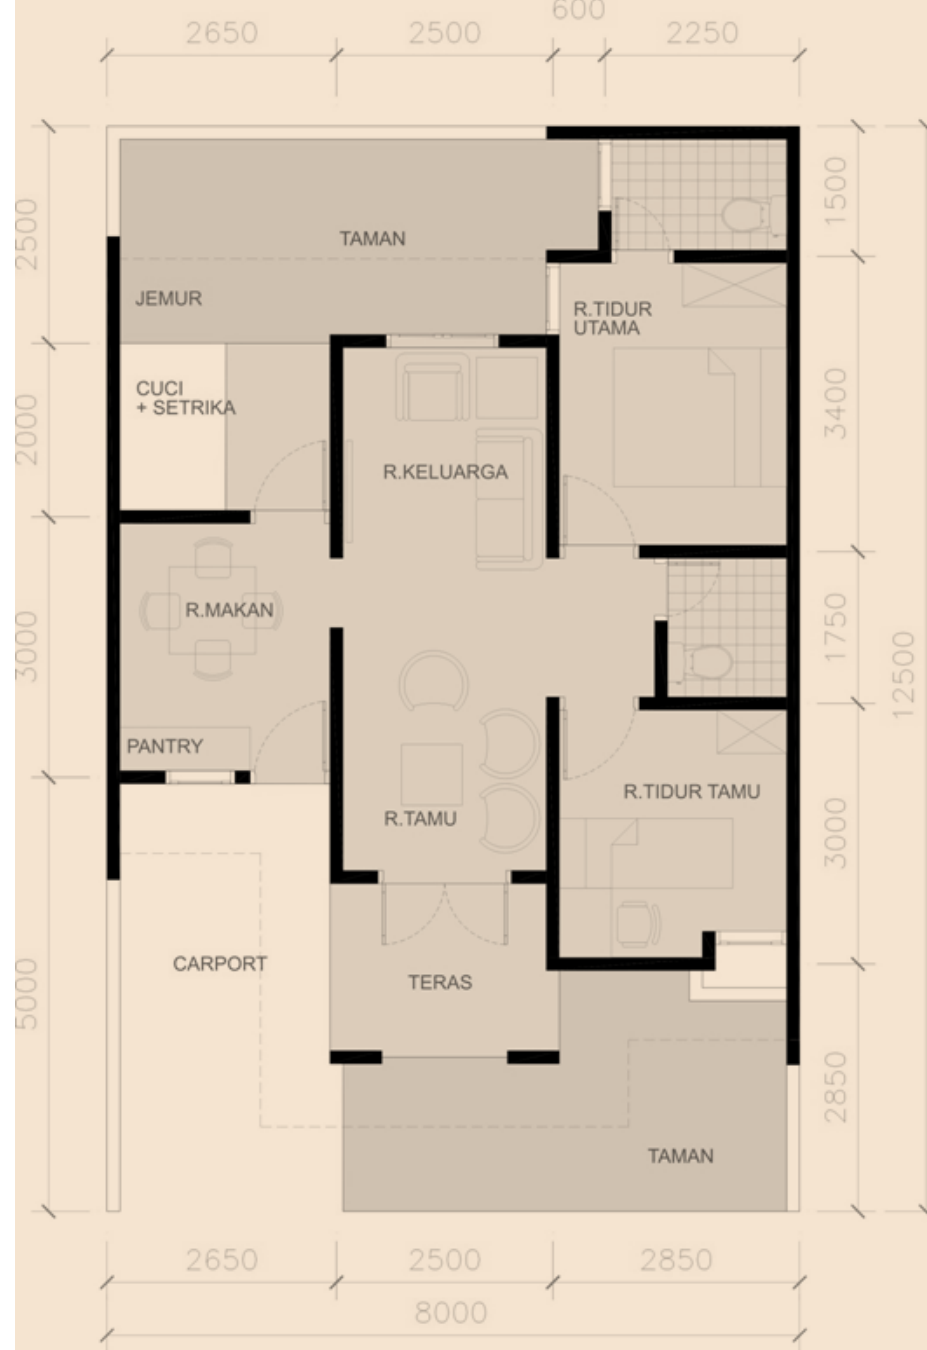 600
2650
2500
2250
TAMAN
JEMUR
CUCI
+ SETRIKA
R.TIDUR
UTAMA
R.KELUARGA
R.MAKAN
PANTRY
R.TAMU
R.TIDUR TAMU
CARPORT
TERAS
TAMAN
2500
2000
3000
5000
1500
3400
1750
3000
2850
12500
2650
2500
2850
8000